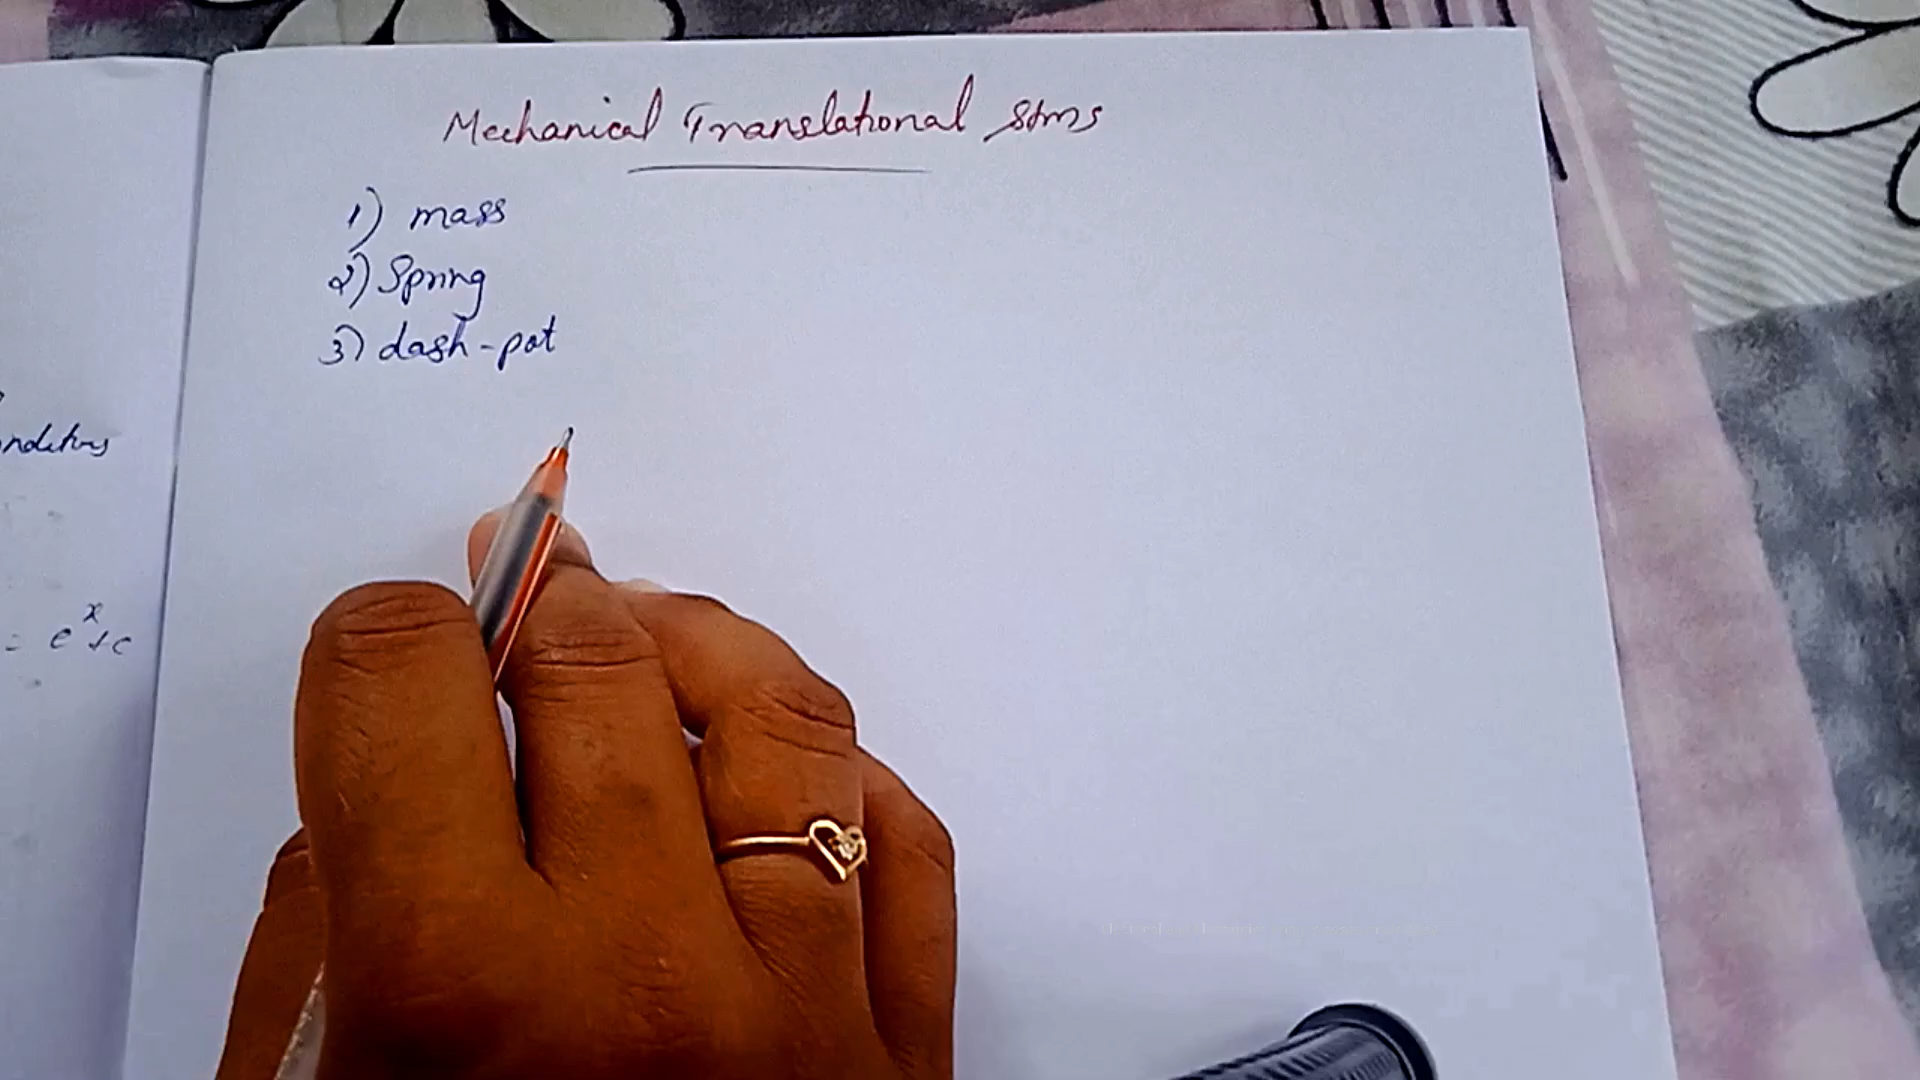 Mechanical Translational Stms
1) mass
2) Spring
3) dash-pot
= e^x + c